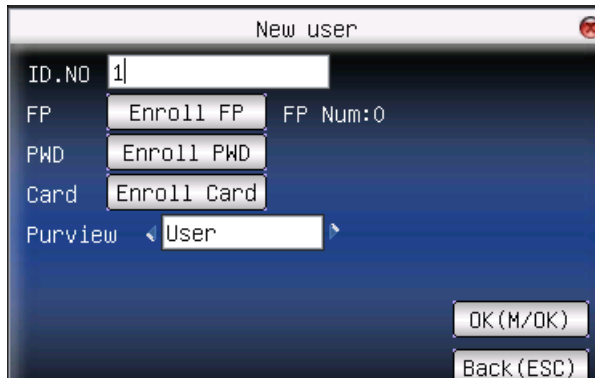 New user
ID.NO 1
FP Enroll FP FP Num:0
PWD Enroll PWD
Card Enroll Card
Purview User
OK(M/OK)
Back(ESC)